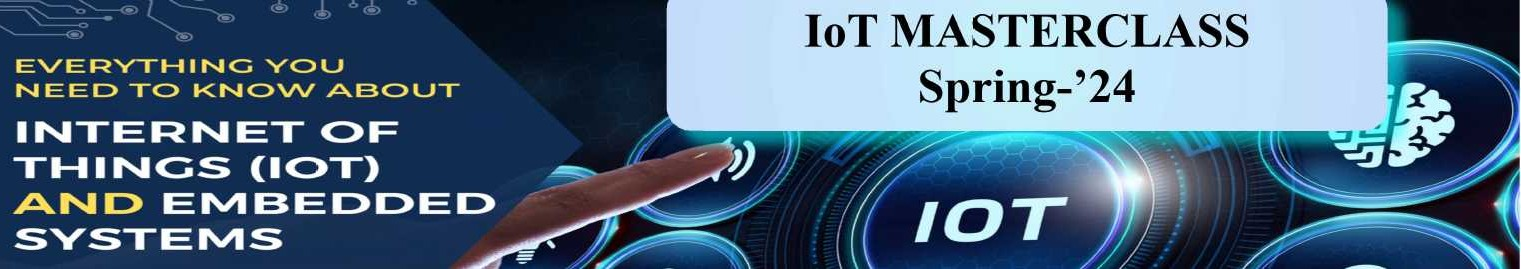 EVERYTHING YOU
NEED TO KNOW ABOUT
INTERNET OF
THINGS (IOT)
AND EMBEDDED
SYSTEMS
IoT MASTERCLASS
Spring-’24
IOT